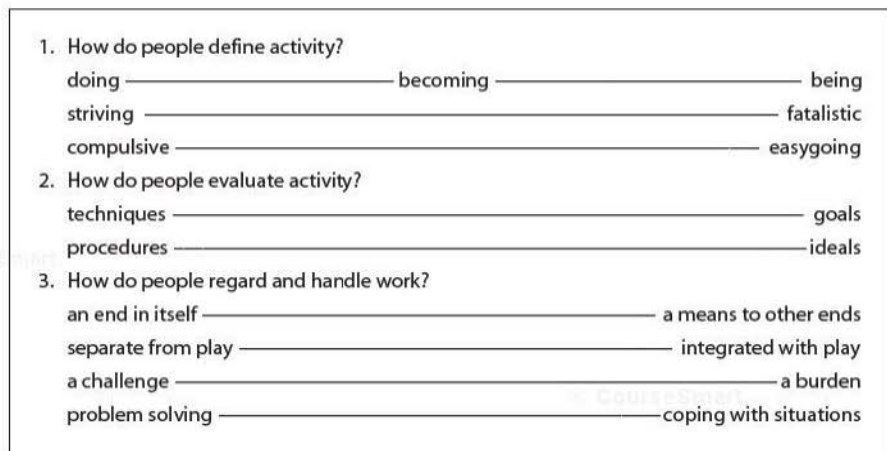 1. How do people define activity?
doing becoming being
striving fatalistic
compulsive easygoing
2. How do people evaluate activity?
techniques goals
procedures ideals
3. How do people regard and handle work?
an end in itself a means to other ends
separate from play integrated with play
a challenge a burden
CourseSmart
problem solving coping with situations